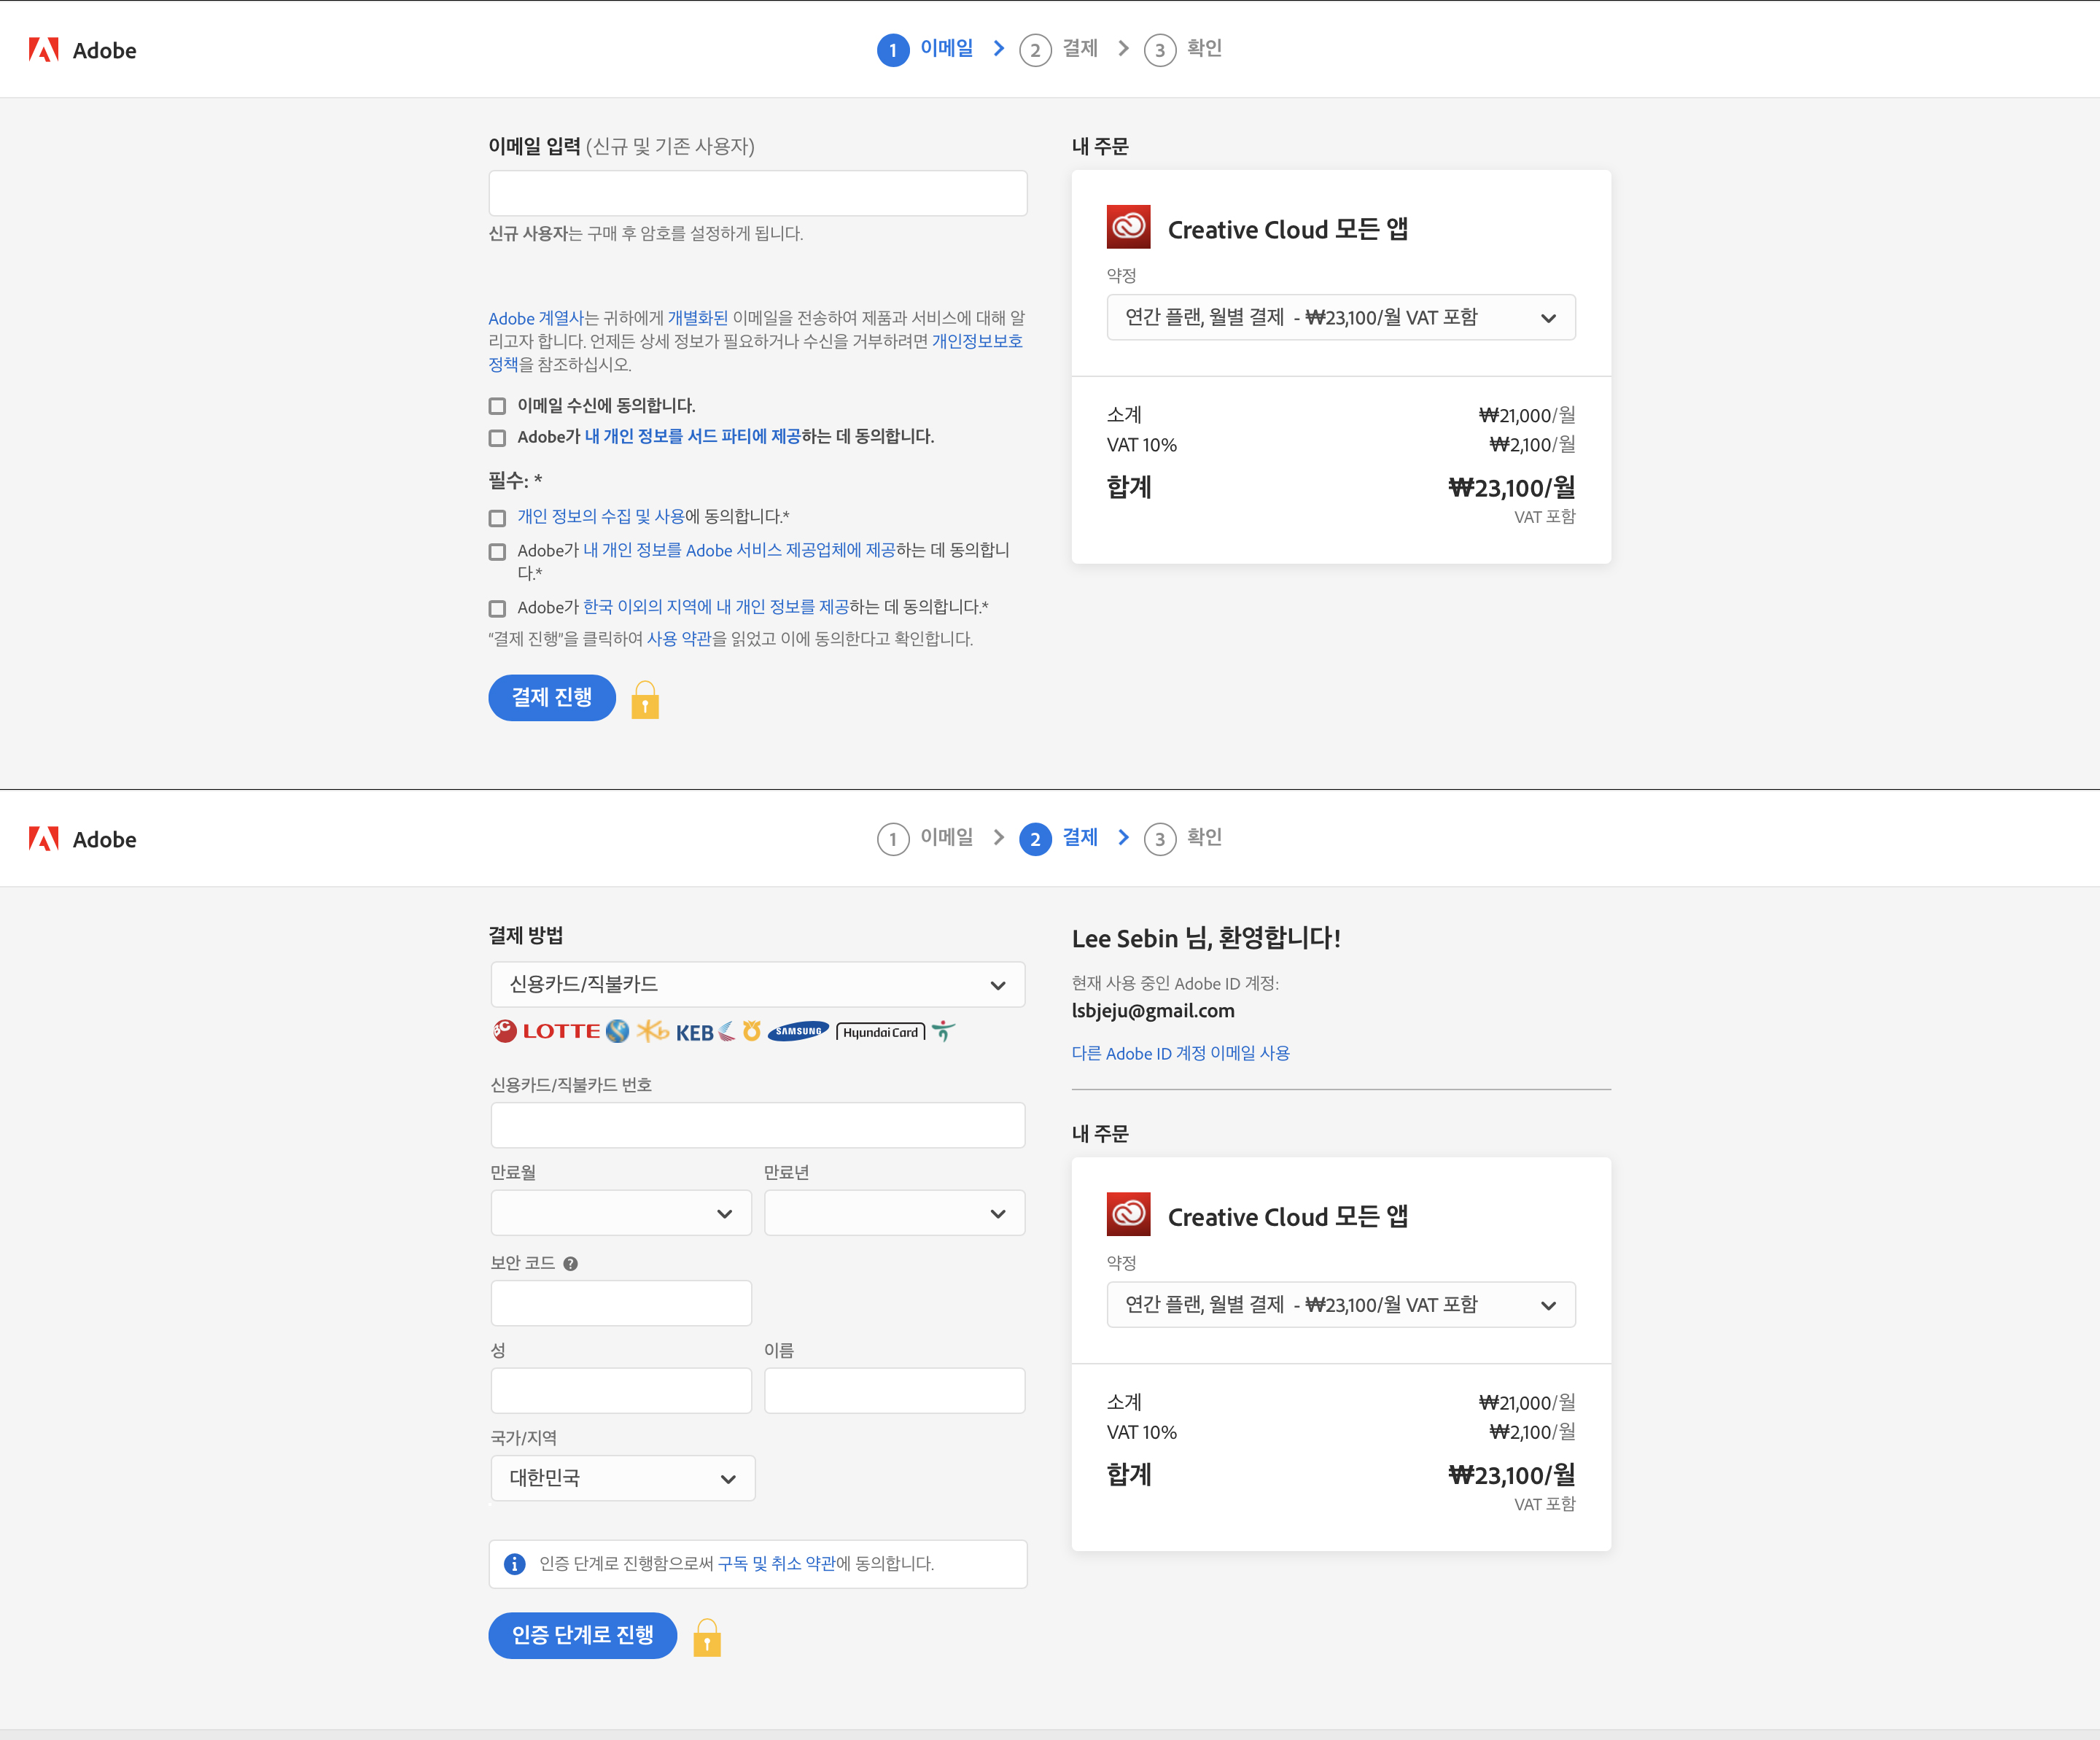 Adobe
1 이메일 2 결제 3 확인
이메일 입력 (신규 및 기존 사용자)
신규 사용자는 구매 후 암호를 설정하게 됩니다.
Adobe 계열사는 귀하에게 개별화된 이메일을 전송하여 제품과 서비스에 대해 알
리고자 합니다. 언제든 상세 정보가 필요하거나 수신을 거부하려면 개인정보보호
정책을 참조하십시오.
이메일 수신에 동의합니다.
Adobe가 내 개인 정보를 서드 파티에 제공하는 데 동의합니다.
필수: *
개인 정보의 수집 및 사용에 동의합니다.*
Adobe가 내 개인 정보를 Adobe 서비스 제공업체에 제공하는 데 동의합니
다.*
Adobe가 한국 이외의 지역에 내 개인 정보를 제공하는 데 동의합니다.*
"결제 진행"을 클릭하여 사용 약관을 읽었고 이에 동의한다고 확인합니다.
결제 진행
내 주문
Creative Cloud 모든 앱
약정
연간 플랜, 월별 결제 - ₩23,100/월 VAT 포함
소계 ₩21,000/월
VAT 10% ₩2,100/월
합계 ₩23,100/월
VAT 포함
Adobe
1 이메일 2 결제 3 확인
결제 방법
신용카드/직불카드
LOTTE KEB SAMSUNG Hyundai Card
신용카드/직불카드 번호
만료월 만료년
보안 코드 ?
성 이름
국가/지역
대한민국
인증 단계로 진행함으로써 구독 및 취소 약관에 동의합니다.
인증 단계로 진행
Lee Sebin 님, 환영합니다!
현재 사용 중인 Adobe ID 계정:
lsbjeju@gmail.com
다른 Adobe ID 계정 이메일 사용
내 주문
Creative Cloud 모든 앱
약정
연간 플랜, 월별 결제 - ₩23,100/월 VAT 포함
소계 ₩21,000/월
VAT 10% ₩2,100/월
합계 ₩23,100/월
VAT 포함